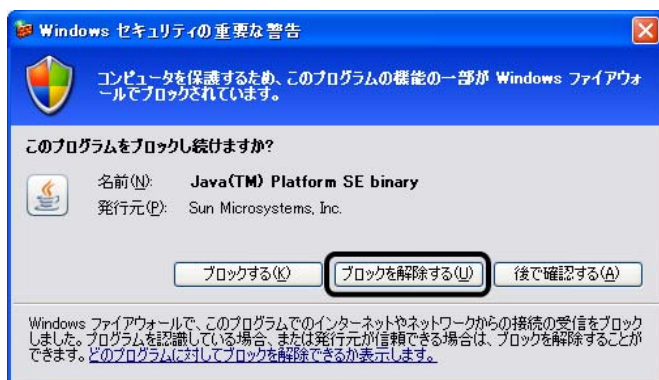 Windows セキュリティの重要な警告
コンピュータを保護するため、このプログラムの機能の一部が Windows ファイアウォ
ールでブロックされています。
このプログラムをブロックし続けますか?
名前(N): Java(TM) Platform SE binary
発行元(P): Sun Microsystems, Inc.
ブロックする(K) ブロックを解除する(U) 後で確認する(A)
Windows ファイアウォールで、このプログラムでのインターネットやネットワークからの接続の受信をブロック
しました。プログラムを認識している場合、または発行元が信頼できる場合は、ブロックを解除することが
できます。どのプログラムに対してブロックを解除できるか表示します。